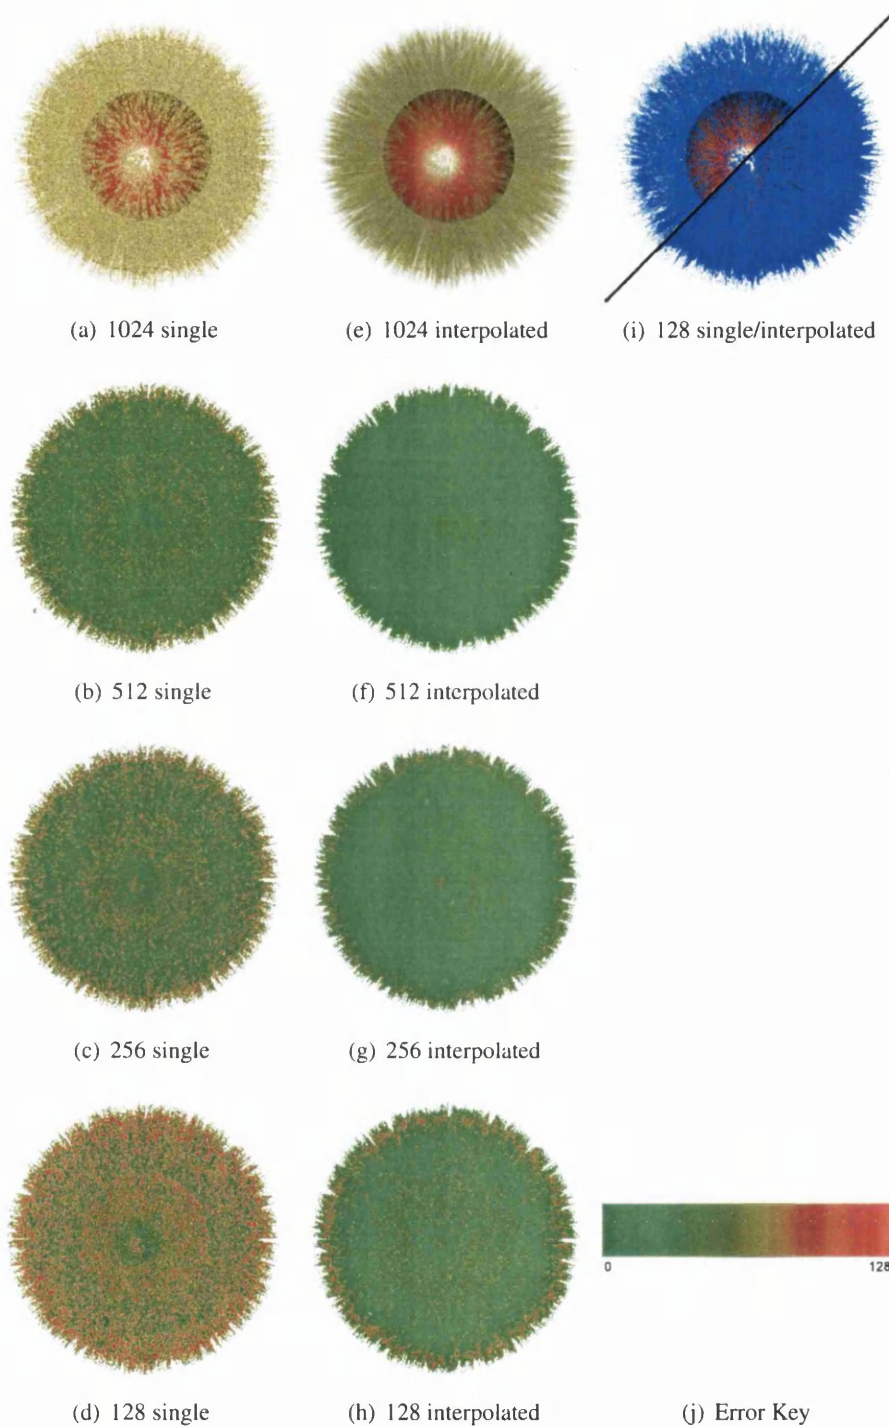 (a) 1024 single
(e) 1024 interpolated
(i) 128 single/interpolated
(b) 512 single
(f) 512 interpolated
(c) 256 single
(g) 256 interpolated
0
128
(d) 128 single
(h) 128 interpolated
(j) Error Key